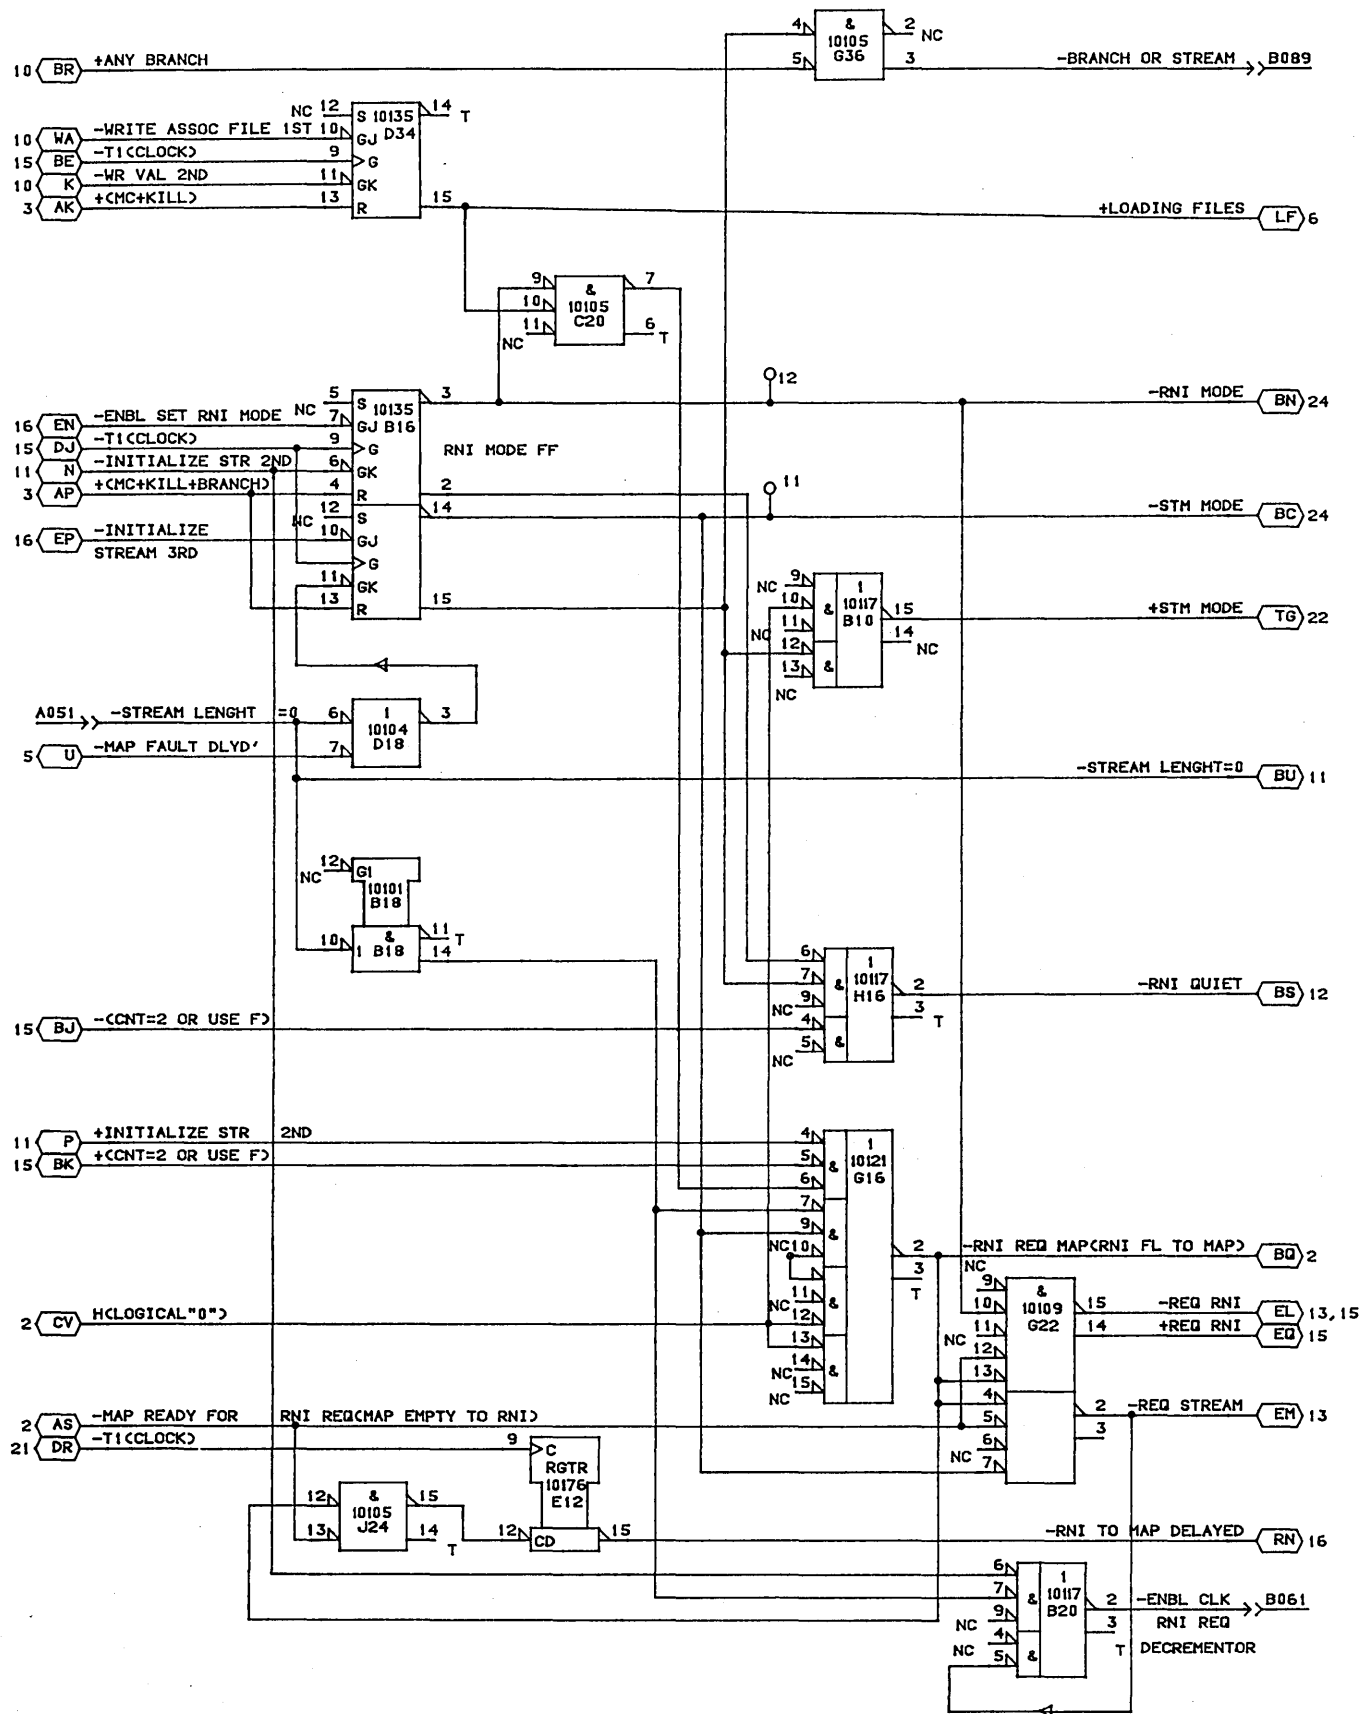 4 & 2 NC
10105
10 BR +ANY BRANCH 5 G36 3 -BRANCH OR STREAM B089
NC 12 S 10135 14 T
10 WA -WRITE ASSOC FILE 1ST 10 GJ D34
15 BE -T1(CLOCK) 9 G
10 K -WR VAL 2ND 11 GK
3 AK +(MC+KILL) 13 R 15 +LOADING FILES LF 6
9 & 7
10 10105
NC 11 C20 6 T
12
NC 5 S 10135 3 -RNI MODE BN 24
16 EN -ENBL SET RNI MODE 7 GJ B16
15 DJ -T1(CLOCK) 9 G RNI MODE FF
11 N -INITIALIZE STR 2ND 6 GK
3 AP +(MC+KILL+BRANCH) 4 R 2 11
NC 12 S 14 -STM MODE BC 24
16 EP -INITIALIZE 10 GJ
STREAM 3RD G
11 GK
13 R 15
NC 9 1
10 & 10117 15 +STM MODE TG 22
NC 11 B10 14 NC
12
NC 13 &
A051 -STREAM LENGHT =0 6 1 3
10104
5 U -MAP FAULT DLYD' 7 D18
-STREAM LENGHT=0 BU 11
NC 12 G1
10101
B18
& 11 T
10 1 B18 14
6 1
7 & 10117 2 -RNI QUIET BS 12
NC 9 H16 3 T
15 BJ -(CNT=2 OR USE F) 4
NC 5 &
11 P +INITIALIZE STR 2ND 4 1
15 BK +(CNT=2 OR USE F) 5 & 10121
6 G16
7
9 &
NC 10 2 -RNI REQ MAP(RNI FL TO MAP) BQ 2
3 T
NC 11 &
2 CV H(LOGICAL"0") 12
13
NC 14 &
NC 15
NC 9 &
10 10109 15 -REQ RNI EL 13,15
NC 11 G22 14 +REQ RNI EQ 15
12
13
4 2 -REQ STREAM EM 13
2 AS -MAP READY FOR RNI REQ(MAP EMPTY TO RNI) 5 3
NC 6
7
21 DR -T1(CLOCK) 9 C
RGTR
10176
E12
12 & 15
10105
13 J24 14 T
12 CD 15 -RNI TO MAP DELAYED RN 16
6 1
7 & 10117 2 -ENBL CLK B061
NC 9 B20 3 T RNI REQ
NC 4 DECREMENTOR
5 &